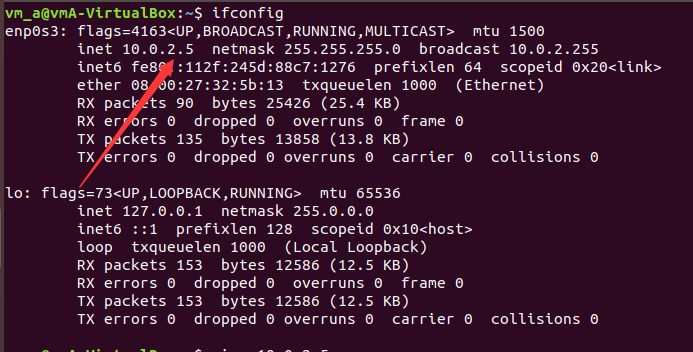 vm_a@vmA-VirtualBox:~$ ifconfig
enp0s3: flags=4163<UP,BROADCAST,RUNNING,MULTICAST>  mtu 1500
        inet 10.0.2.5  netmask 255.255.255.0  broadcast 10.0.2.255
        inet6 :112f:245d:88c7:1276  prefixlen 64  scopeid 0x20<link>
        ether 08:00:27:32:5b:13  txqueuelen 1000  (Ethernet)
        RX packets 90  bytes 25426 (25.4 KB)
        RX errors 0  dropped 0  overruns 0  frame 0
        TX packets 135  bytes 13858 (13.8 KB)
        TX errors 0  dropped 0 overruns 0  carrier 0  collisions 0
lo: flags=73<UP,LOOPBACK,RUNNING>  mtu 65536
        inet 127.0.0.1  netmask 255.0.0.0
        inet6 ::1  prefixlen 128  scopeid 0x10<host>
        loop  txqueuelen 1000  (Local Loopback)
        RX packets 153  bytes 12586 (12.5 KB)
        RX errors 0  dropped 0  overruns 0  frame 0
        TX packets 153  bytes 12586 (12.5 KB)
        TX errors 0  dropped 0 overruns 0  carrier 0  collisions 0